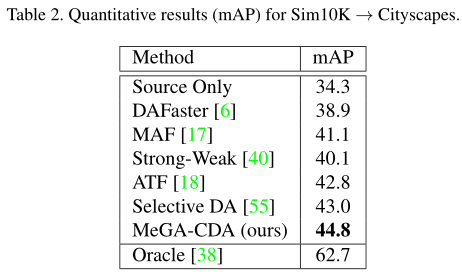 Table 2. Quantitative results (mAP) for Sim10K → Cityscapes.
Method mAP
Source Only 34.3
DAFaster [6] 38.9
MAF [17] 41.1
Strong-Weak [40] 40.1
ATF [18] 42.8
Selective DA [55] 43.0
MeGA-CDA (ours) 44.8
Oracle [38] 62.7